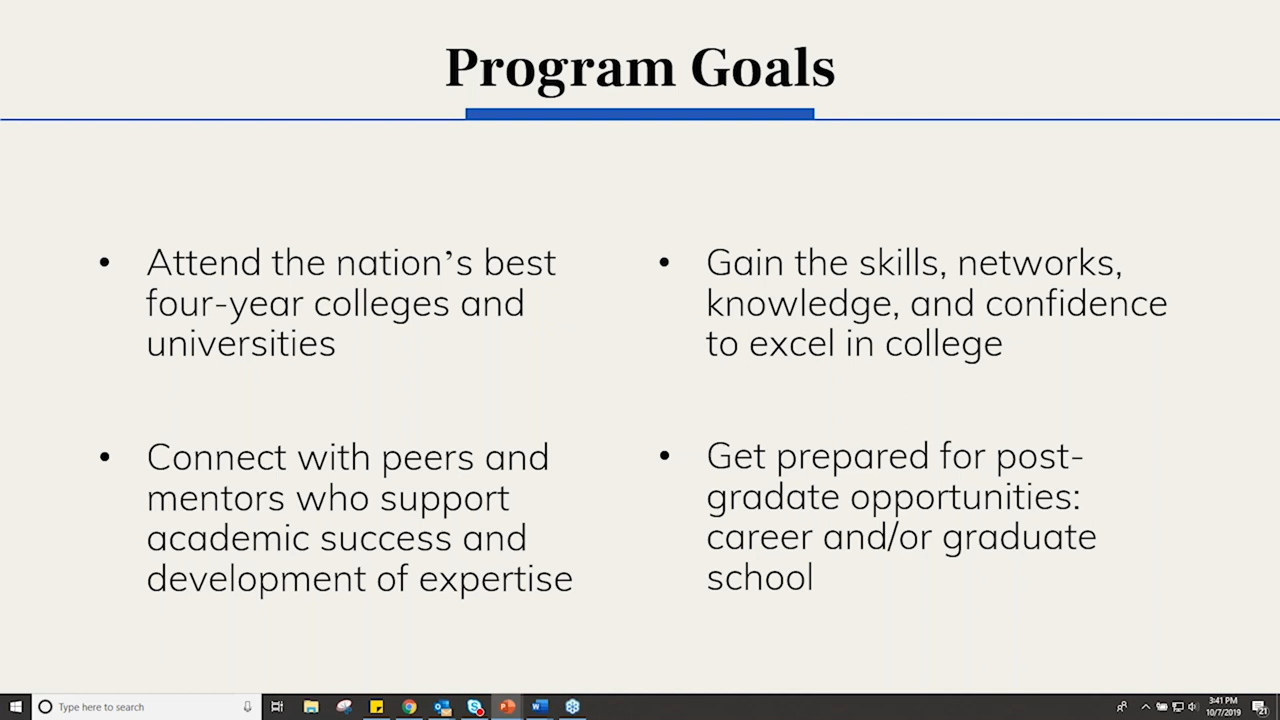 Program Goals
• Attend the nation’s best
four-year colleges and
universities
• Connect with peers and
mentors who support
academic success and
development of expertise
• Gain the skills, networks,
knowledge, and confidence
to excel in college
• Get prepared for post-
gradate opportunities:
career and/or graduate
school
Type here to search
3:41 PM
10/7/2019
21